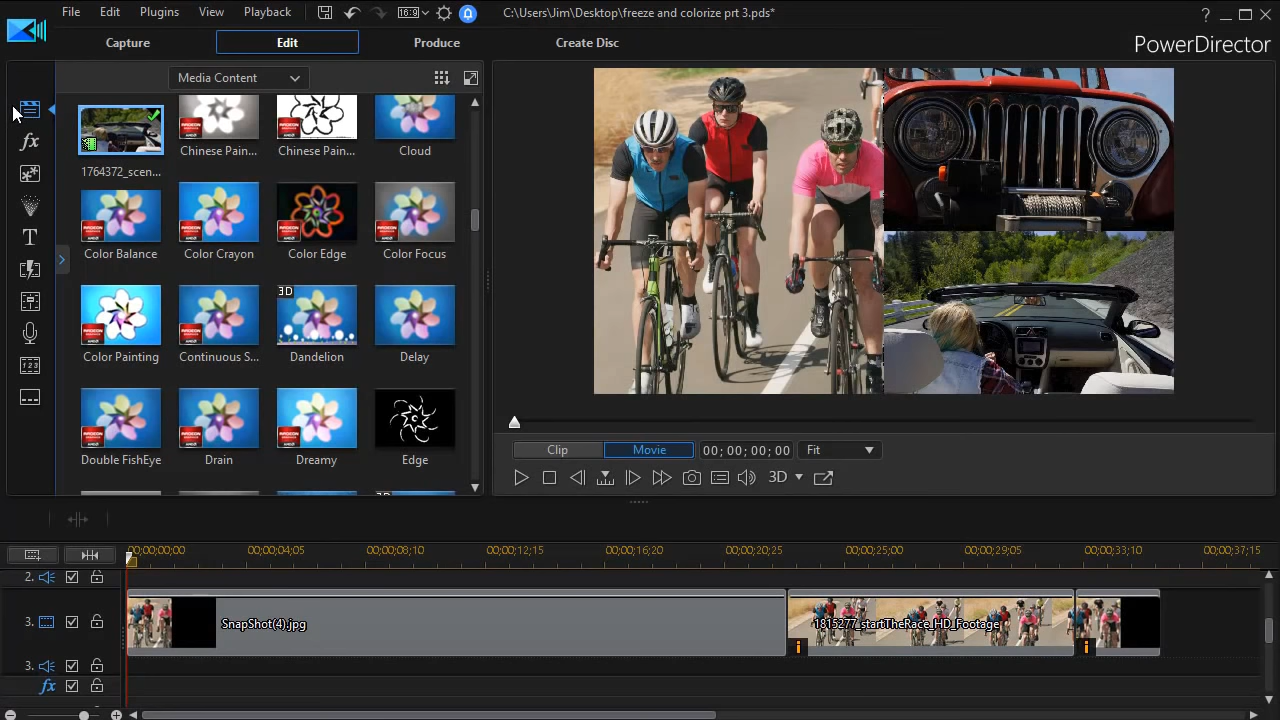 File Edit Plugins View Playback 16:9 C:\Users\Jim\Desktop\freeze and colorize prt 3.pds*
?
Capture Edit Produce Create Disc
PowerDirector
Media Content
1764372_scen...
Chinese Pain...
Chinese Pain...
Cloud
Color Balance
Color Crayon
Color Edge
Color Focus
3D
Color Painting
Continuous S...
Dandelion
Delay
Double FishEye
Drain
Dreamy
Edge
fx
T
Clip Movie 00; 00; 00; 00 Fit
3D
00;00;00;00 00;00;04;05 00;00;08;10 00;00;12;15 00;00;16;20 00;00;20;25 00;00;25;00 00;00;29;05 00;00;33;10 00;00;37;15
2.
3. SnapShot(4).jpg 1815277_startTheRace_HD_Footage
3.
fx